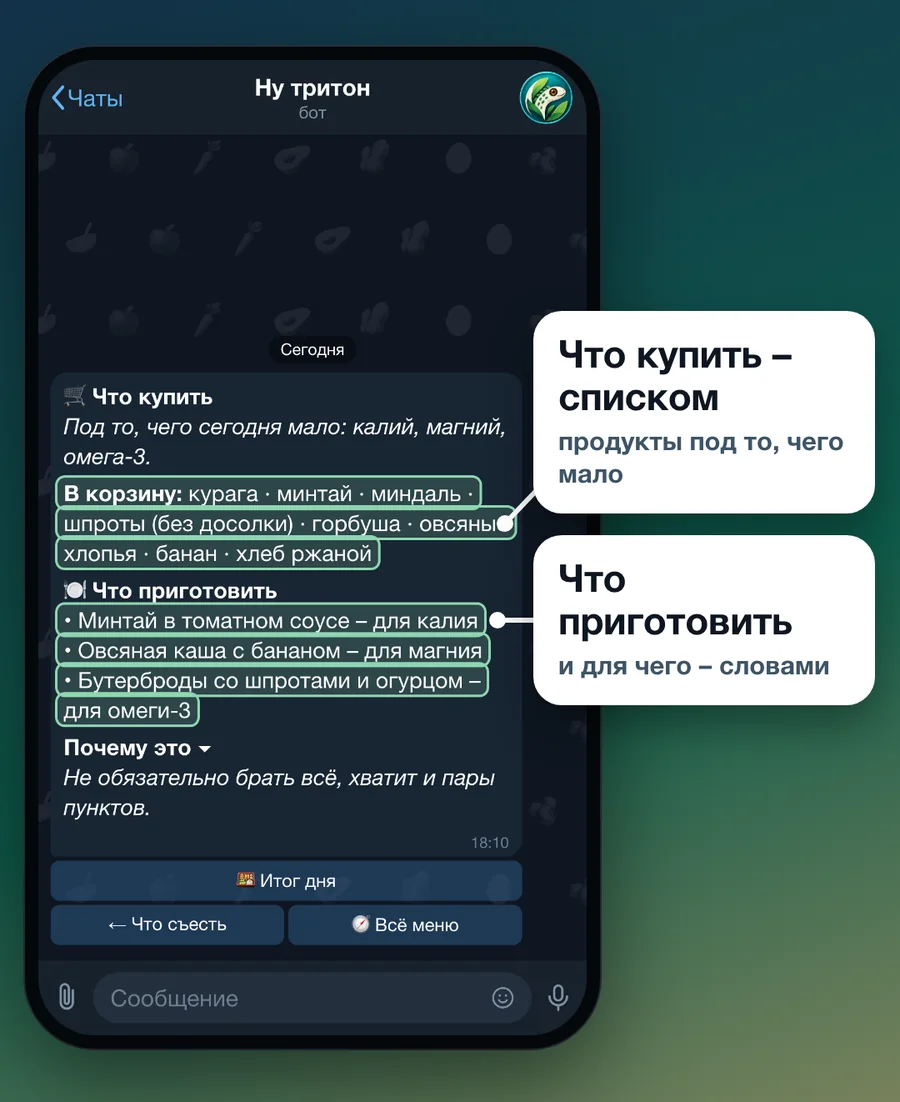 Чаты
Ну тритон
бот
Сегодня
Что купить
Под то, чего сегодня мало: калий, магний,
омега-3.
В корзину: курага · минтай · миндаль ·
шпроты (без досолки) · горбуша · овсяны
хлопья · банан · хлеб ржаной
Что приготовить
• Минтай в томатном соусе – для калия
• Овсяная каша с бананом – для магния
• Бутерброды со шпротами и огурцом –
для омеги-3
Почему это
Не обязательно брать всё, хватит и пары
пунктов.
18:10
Итог дня
← Что съесть
Всё меню
Сообщение
Что купить –
списком
продукты под то, чего
мало
Что
приготовить
и для чего – словами